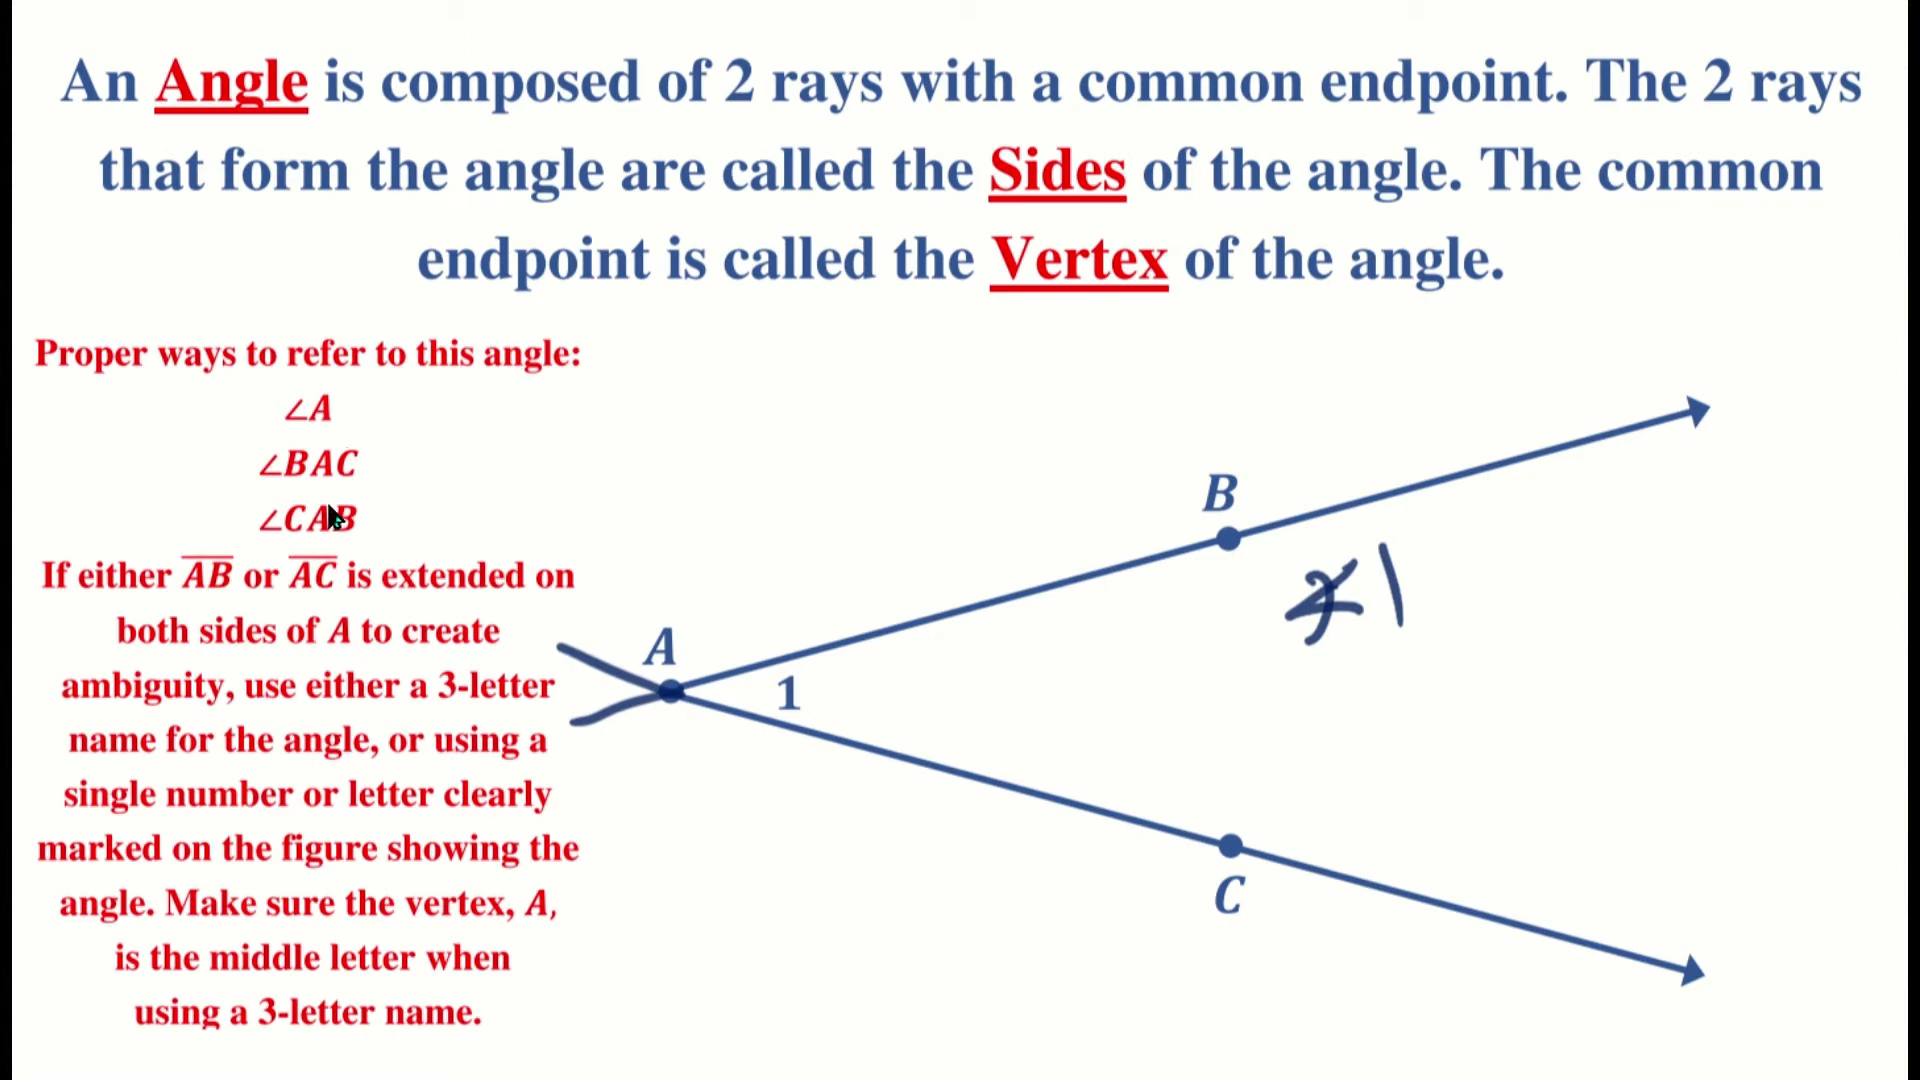 An Angle is composed of 2 rays with a common endpoint. The 2 rays
that form the angle are called the Sides of the angle. The common
endpoint is called the Vertex of the angle.
Proper ways to refer to this angle:
∠A
∠BAC
∠CAB
If either A̅B̅ or A̅C̅ is extended on
both sides of A to create
ambiguity, use either a 3-letter
name for the angle, or using a
single number or letter clearly
marked on the figure showing the
angle. Make sure the vertex, A,
is the middle letter when
using a 3-letter name.
A
1
B
∠1
C